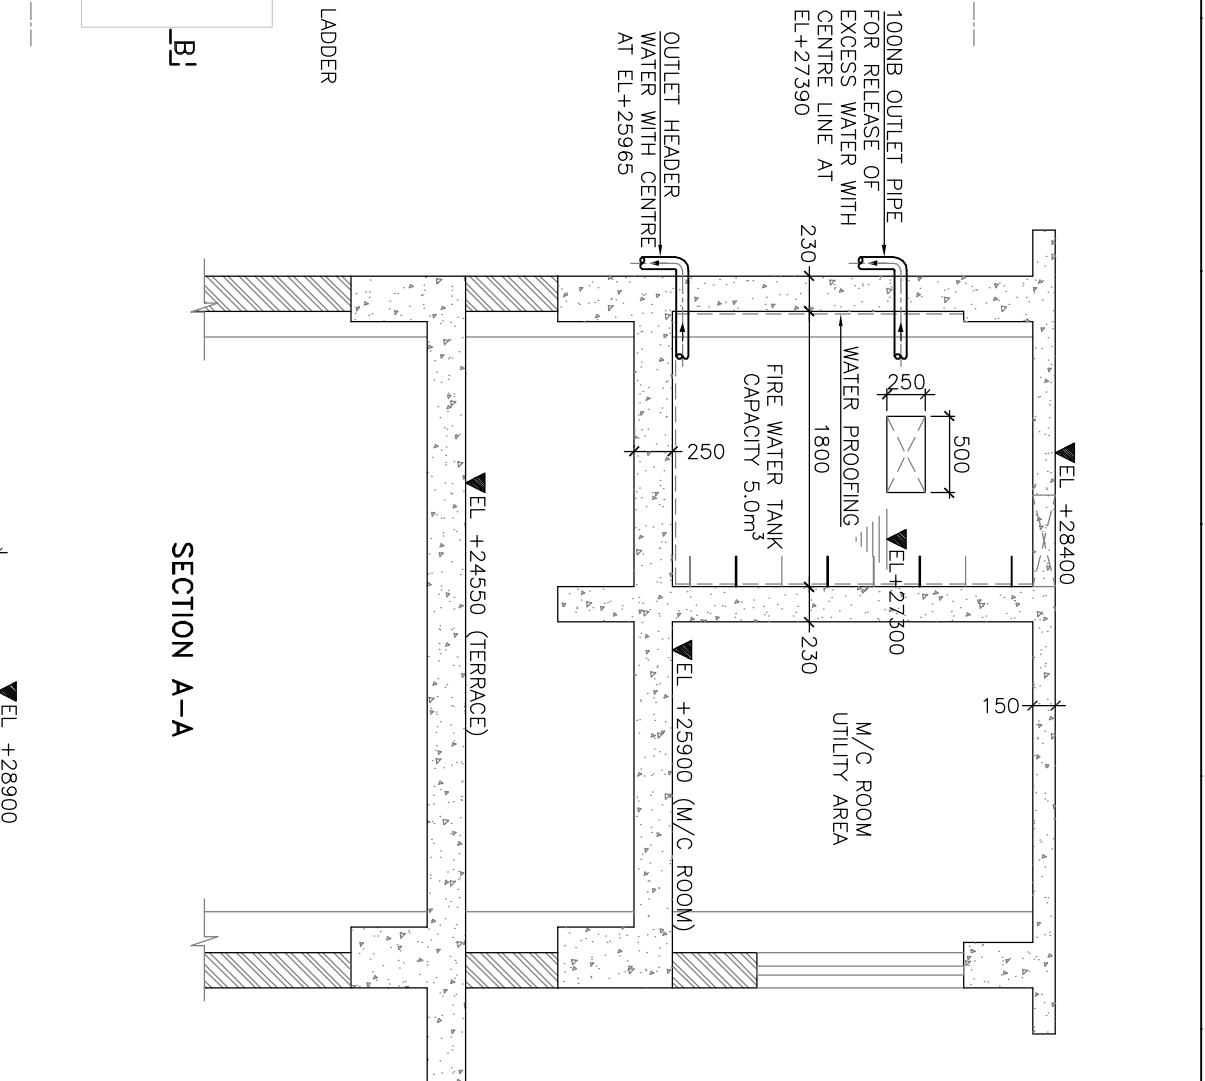 EL +28400
100NB OUTLET PIPE
FOR RELEASE OF
EXCESS WATER WITH
CENTRE LINE AT
EL+27390
500
250
EL+27300
230
WATER PROOFING
1800
230
150
M/C ROOM
UTILITY AREA
FIRE WATER TANK
CAPACITY 5.0m³
OUTLET HEADER
WATER WITH CENTRE
AT EL+25965
250
EL +25900 (M/C ROOM)
EL +24550 (TERRACE)
LADDER
B'
SECTION A-A
EL +28900